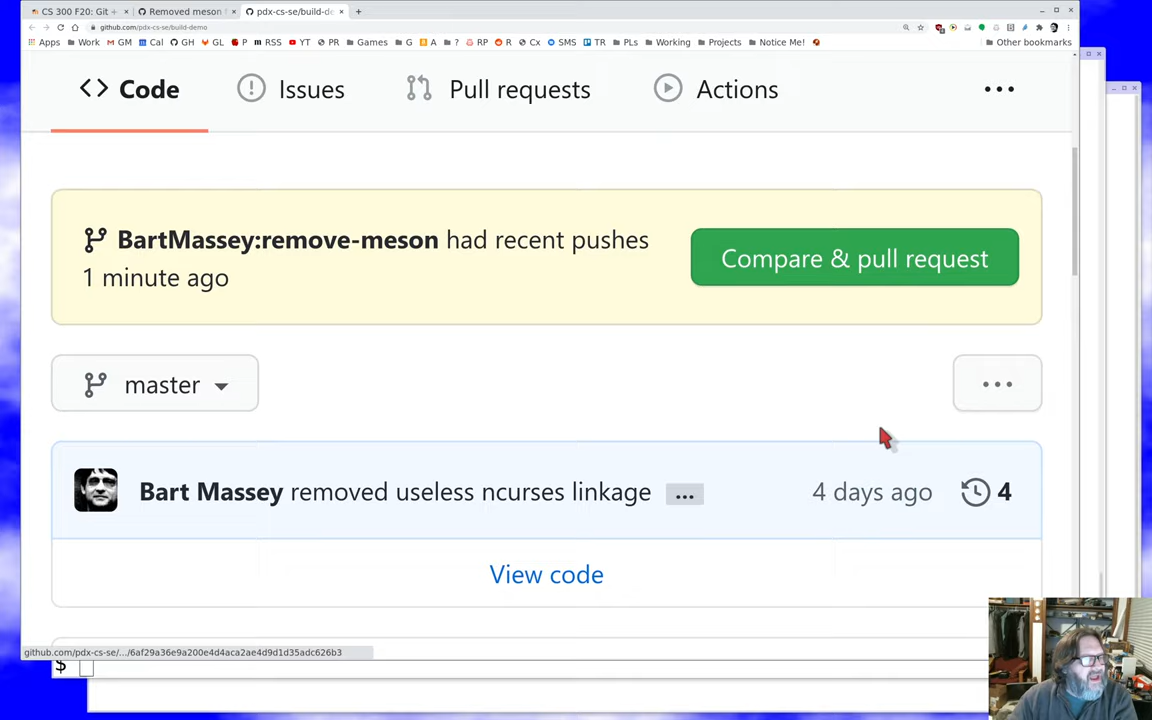 CS 300 F20: Git + × Removed meson × pdx-cs-se/build-de × +
github.com/pdx-cs-se/build-demo
Apps Work GM Cal GH GL P RSS YT PR Games G A ? RP R Cx SMS TR PLs Working Projects Notice Me! Other bookmarks
Code Issues Pull requests Actions ...
BartMassey:remove-meson had recent pushes
1 minute ago
Compare & pull request
master ...
Bart Massey removed useless ncurses linkage ... 4 days ago 4
View code
github.com/pdx-cs-se/.../6af29a36e9a200e4d4aca2ae4d9d1d35adc626b3
$